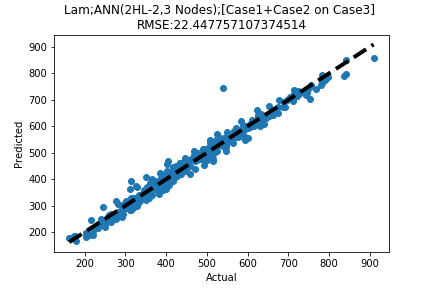 Lam;ANN(2HL-2,3 Nodes);[Case1+Case2 on Case3]
RMSE:22.447757107374514
900
800
700
600
500
400
300
200
Predicted
200 300 400 500 600 700 800 900
Actual